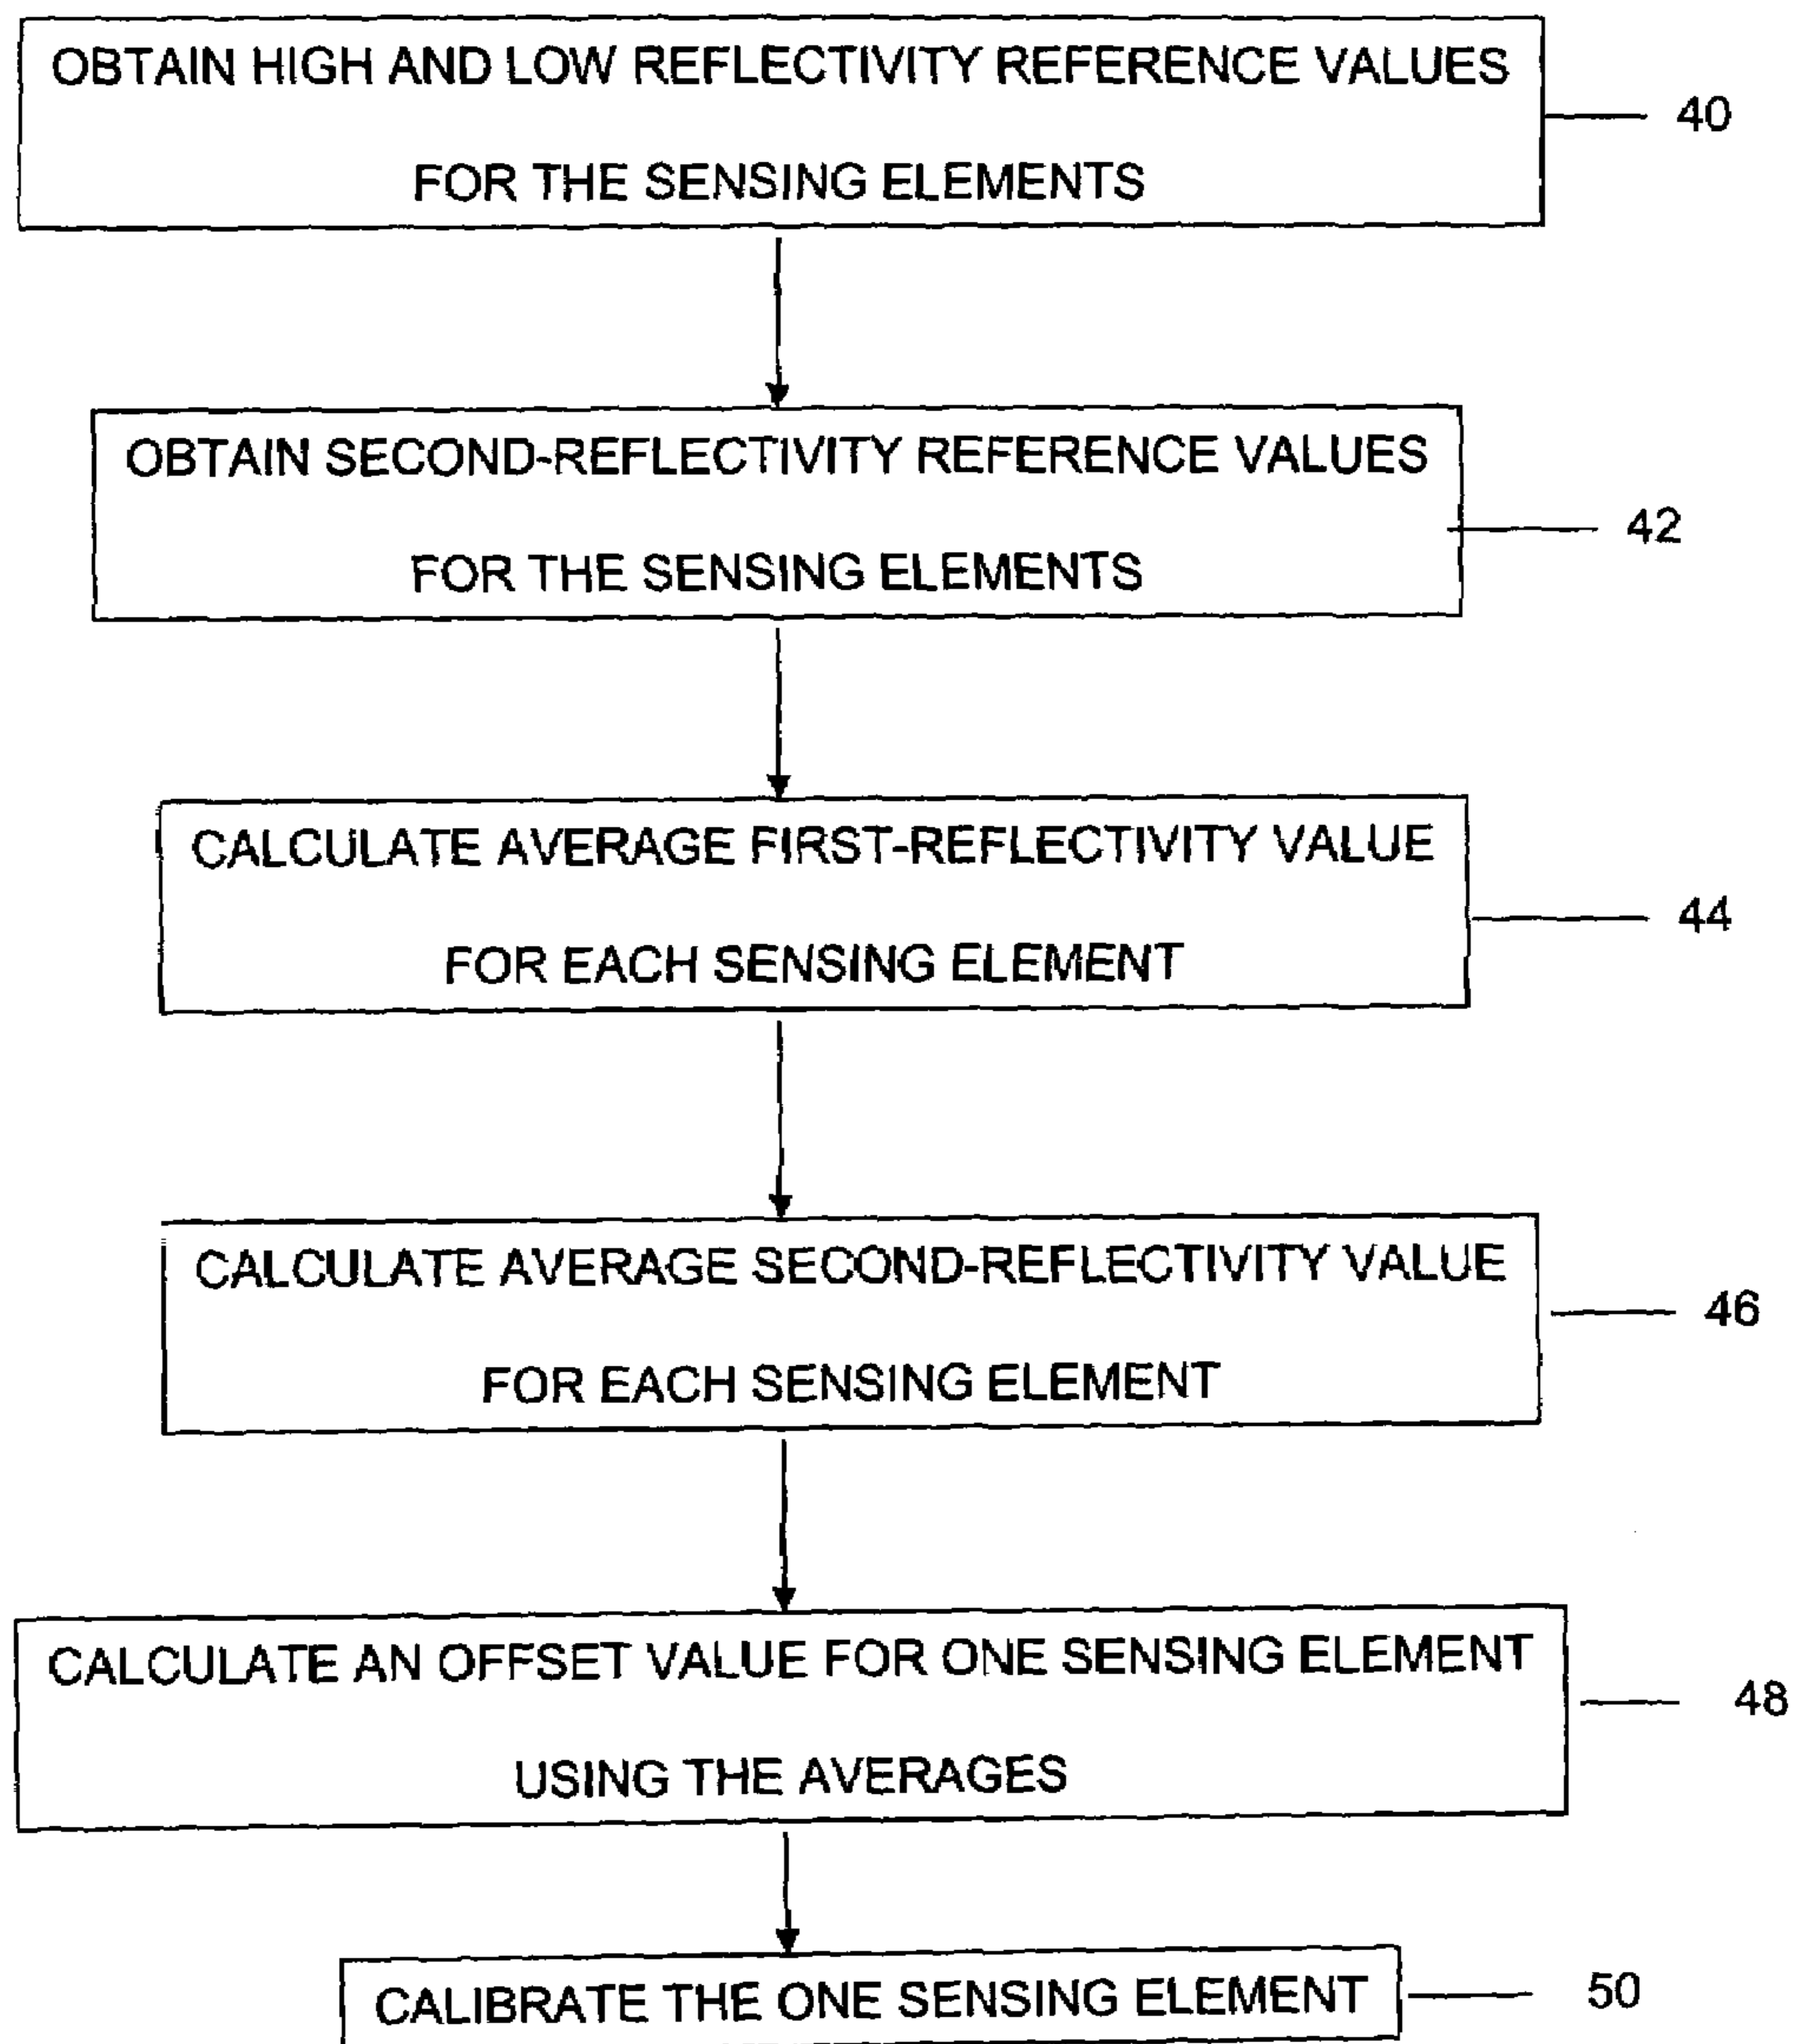 OBTAIN HIGH AND LOW REFLECTIVITY REFERENCE VALUES
FOR THE SENSING ELEMENTS
40
OBTAIN SECOND-REFLECTIVITY REFERENCE VALUES
FOR THE SENSING ELEMENTS
42
CALCULATE AVERAGE FIRST-REFLECTIVITY VALUE
FOR EACH SENSING ELEMENT
44
CALCULATE AVERAGE SECOND-REFLECTIVITY VALUE
FOR EACH SENSING ELEMENT
46
CALCULATE AN OFFSET VALUE FOR ONE SENSING ELEMENT
USING THE AVERAGES
48
CALIBRATE THE ONE SENSING ELEMENT
50